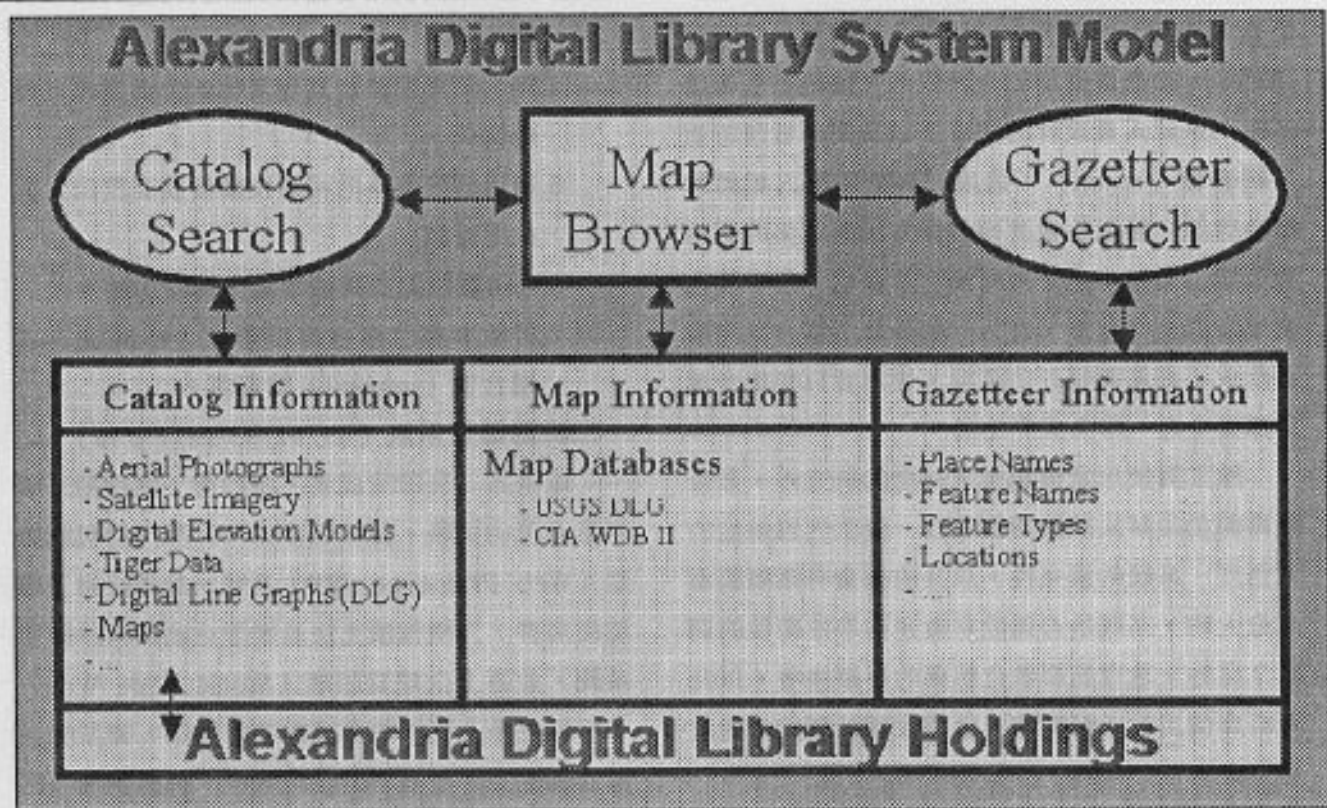 Alexandria Digital Library System Model
Catalog
Search
Map
Browser
Gazetteer
Search
Catalog Information
- Aerial Photographs
- Satellite Imagery
- Digital Elevation Models
- Tiger Data
- Digital Line Graphs (DLG)
- Maps
- ...
Map Information
Map Databases
- USGS DLG
- CIA WDB II
Gazetteer Information
- Place Names
- Feature Names
- Feature Types
- Locations
- ...
Alexandria Digital Library Holdings